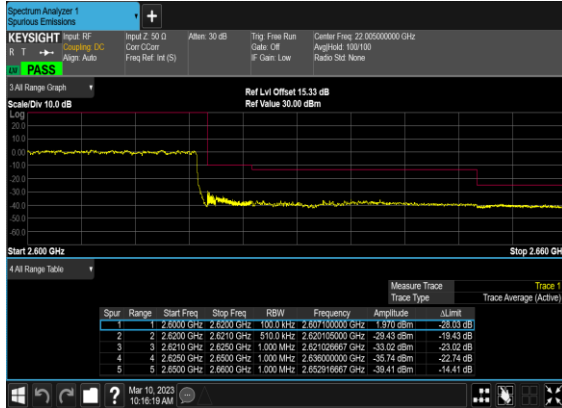 Spectrum Analyzer 1
Spurious Emissions
KEYSIGHT Input: RF Input Z: 50 Ω Atten: 30 dB Trig: Free Run Center Freq: 22.005000000 GHz
R T Coupling: DC Corr CCorr Gate: Off Avg|Hold: 100/100
Align: Auto Freq Ref: Int (S) IF Gain: Low Radio Std: None
PASS
3 All Range Graph
Ref Lvl Offset 15.33 dB
Scale/Div 10.0 dB Ref Value 30.00 dBm
Log
20.0
10.0
0.00
-10.0
-20.0
-30.0
-40.0
-50.0
-60.0
Start 2.600 GHz Stop 2.660 GH
4 All Range Table
Measure Trace Trace 1
Trace Type Trace Average (Active)
Spur Range Start Freq Stop Freq RBW Frequency Amplitude ΔLimit
1 1 2.6000 GHz 2.6200 GHz 100.0 kHz 2.607100000 GHz 1.970 dBm -28.03 dB
2 2 2.6200 GHz 2.6210 GHz 510.0 kHz 2.620105000 GHz -29.43 dBm -19.43 dB
3 3 2.6210 GHz 2.6250 GHz 1.000 MHz 2.621026667 GHz -33.02 dBm -23.02 dB
4 4 2.6250 GHz 2.6500 GHz 1.000 MHz 2.636000000 GHz -35.74 dBm -22.74 dB
5 5 2.6500 GHz 2.6600 GHz 1.000 MHz 2.652916667 GHz -39.41 dBm -14.41 dB
? Mar 10, 2023
10:16:19 AM